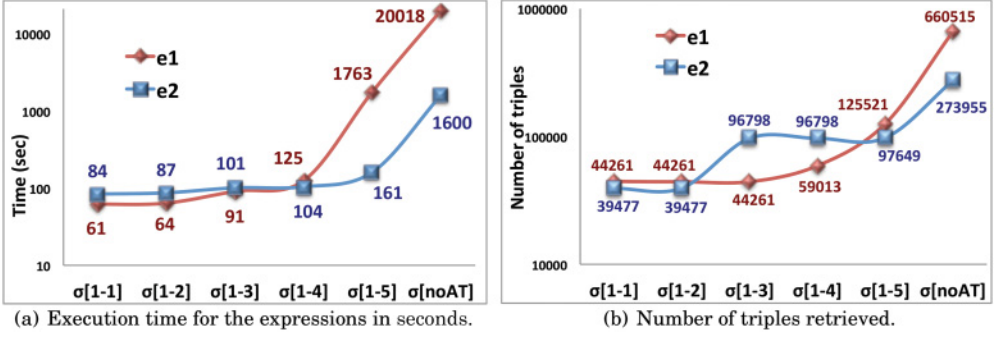 Time (sec)
10000
1000
100
10
e1
e2
84
87
101
125
1763
20018
61
64
91
104
161
1600
σ[1-1]
σ[1-2]
σ[1-3]
σ[1-4]
σ[1-5]
σ[noAT]
(a) Execution time for the expressions in seconds.
Number of triples
1000000
100000
10000
e1
e2
44261
44261
96798
96798
125521
660515
39477
39477
44261
59013
97649
273955
σ[1-1]
σ[1-2]
σ[1-3]
σ[1-4]
σ[1-5]
σ[noAT]
(b) Number of triples retrieved.